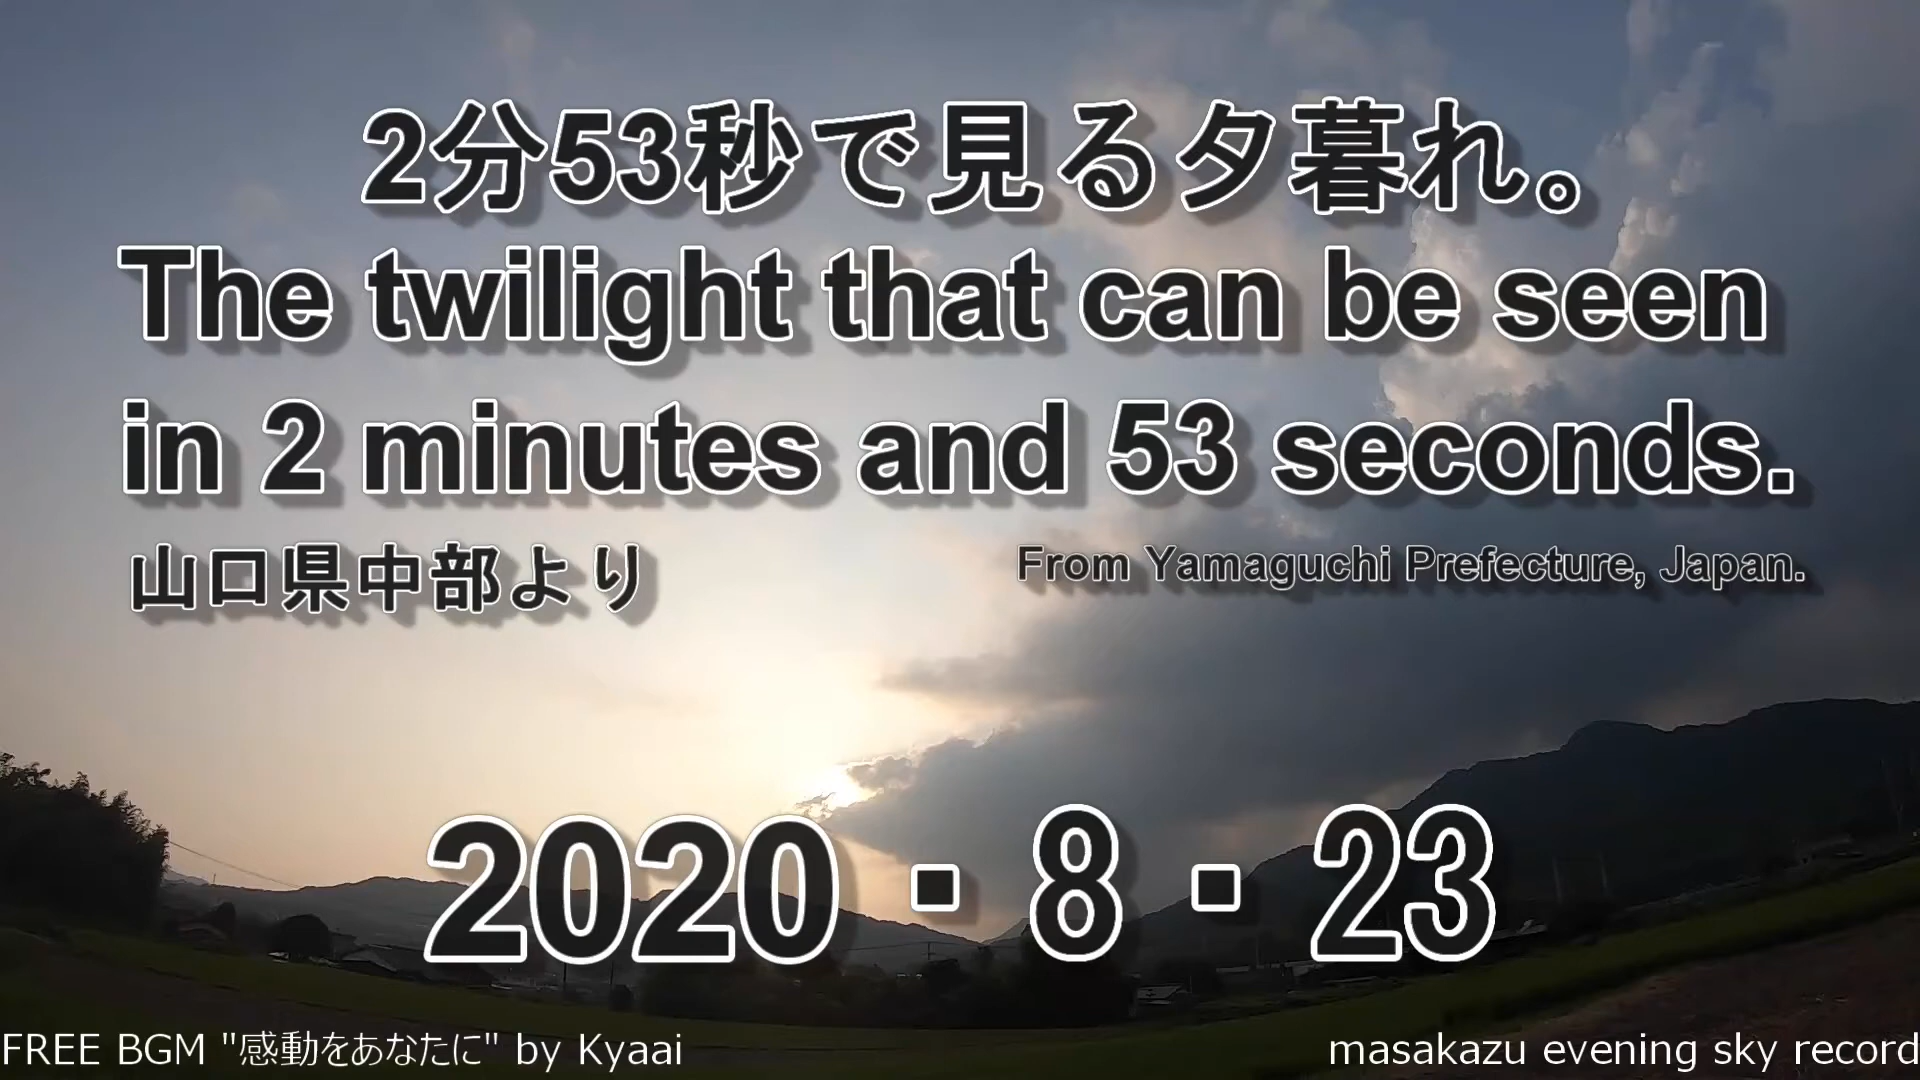 2分53秒で見る夕暮れ。
The twilight that can be seen
in 2 minutes and 53 seconds.
山口県中部より
From Yamaguchi Prefecture, Japan.
2020・8・23
FREE BGM "感動をあなたに" by Kyaai
masakazu evening sky record